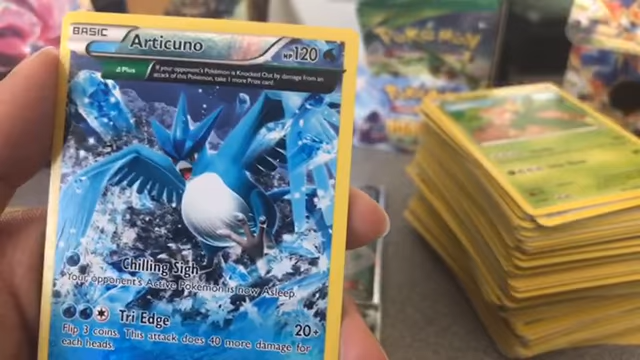 BASIC
Articuno HP120
Δ Plus If your opponent's Pokémon is Knocked Out by damage from an
attack of this Pokémon, take 1 more Prize card.
Chilling Sigh
Your opponent's Active Pokémon is now Asleep.
Tri Edge 20+
Flip 3 coins. This attack does 40 more damage for
each heads.
Pokémon